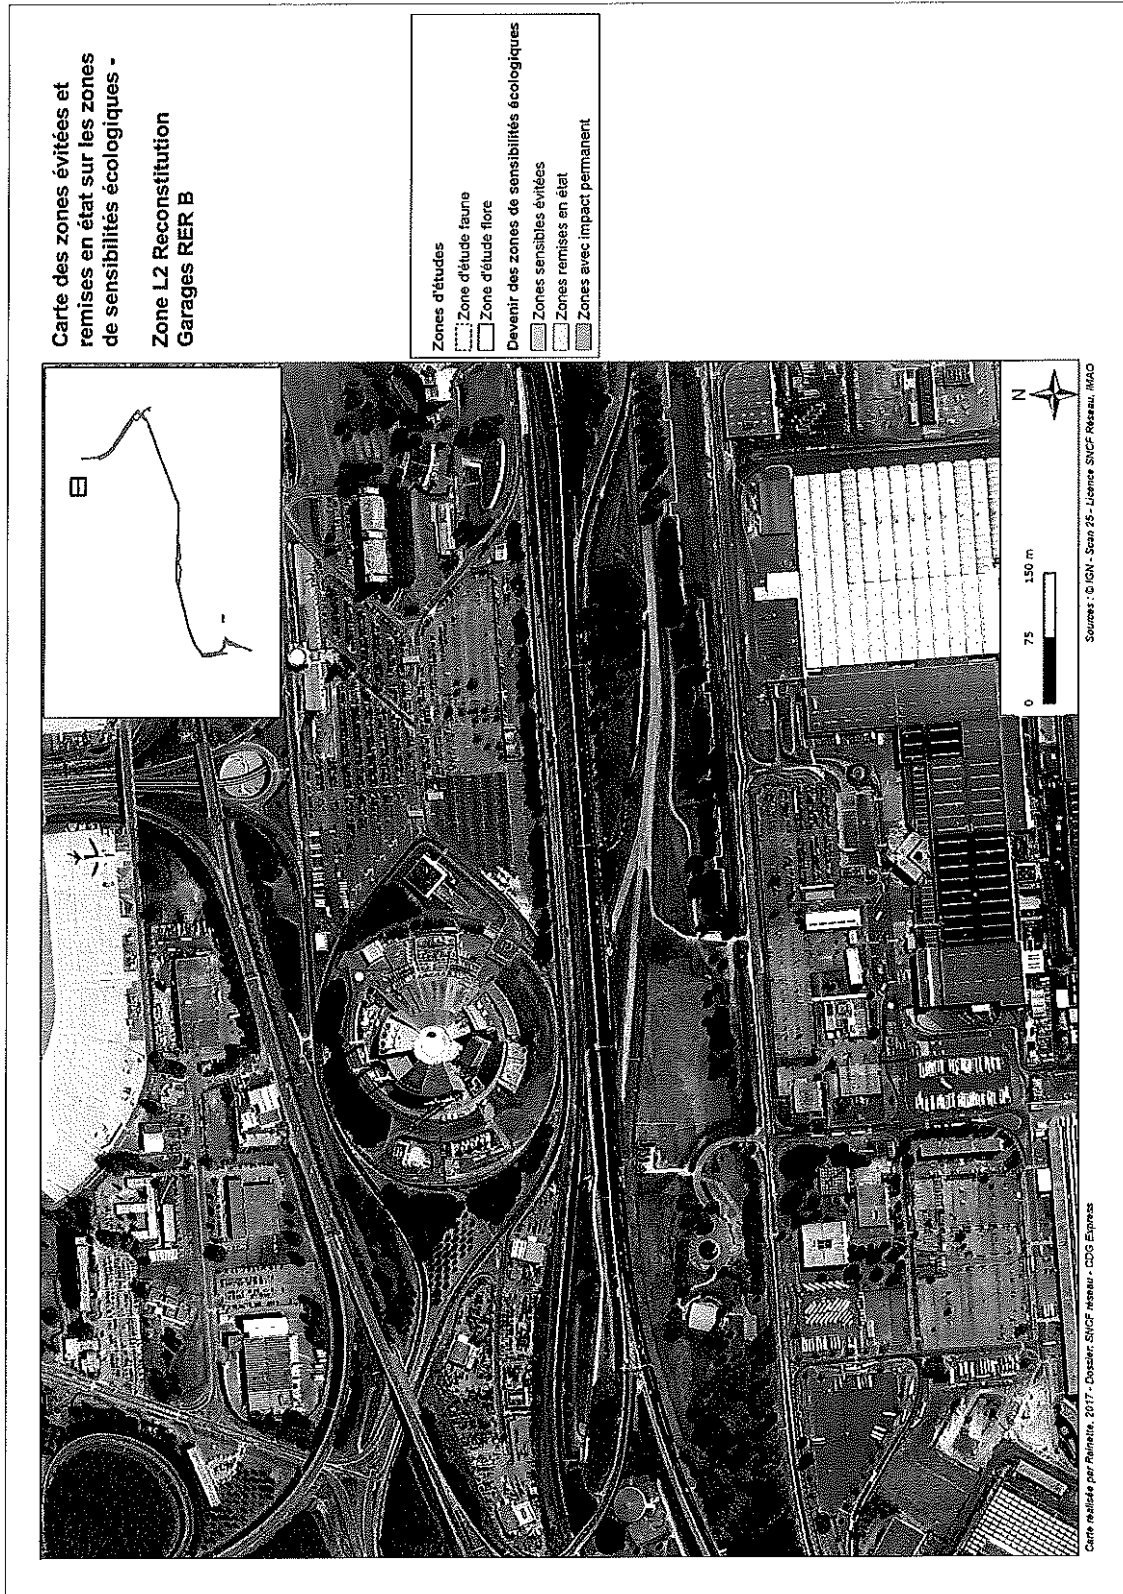 Carte des zones évitées et
remises en état sur les zones
de sensibilités écologiques -
Zone L2 Reconstitution
Garages RER B
Zones d'études
Zone d'étude faune
Zone d'étude flore
Devenir des zones de sensibilités écologiques
Zones sensibles évitées
Zones remises en état
Zones avec impact permanent
N
0 75 150 m
Carte réalisée par Rainette, 2017 - Dossier, SNCF réseau - CDG Express
Sources : © IGN - Scan 25 - Licence SNCF Réseau, IMAO